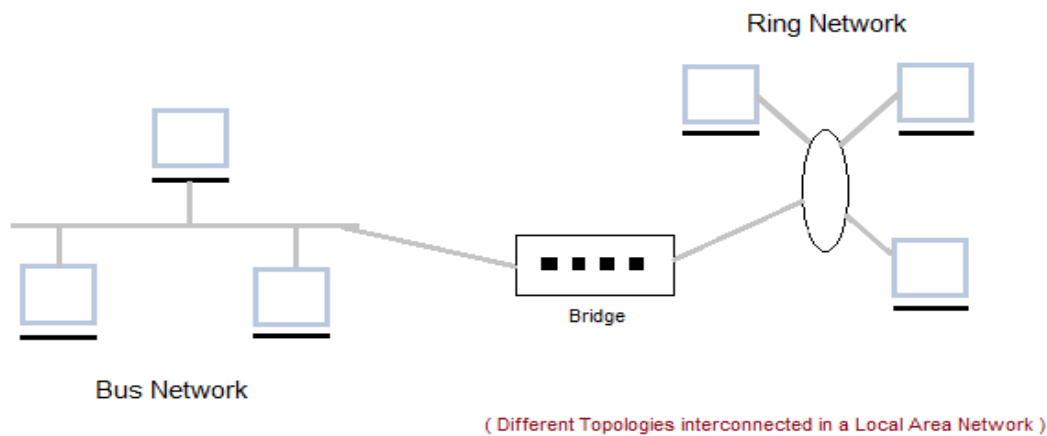 Ring Network
Bridge
Bus Network
( Different Topologies interconnected in a Local Area Network )